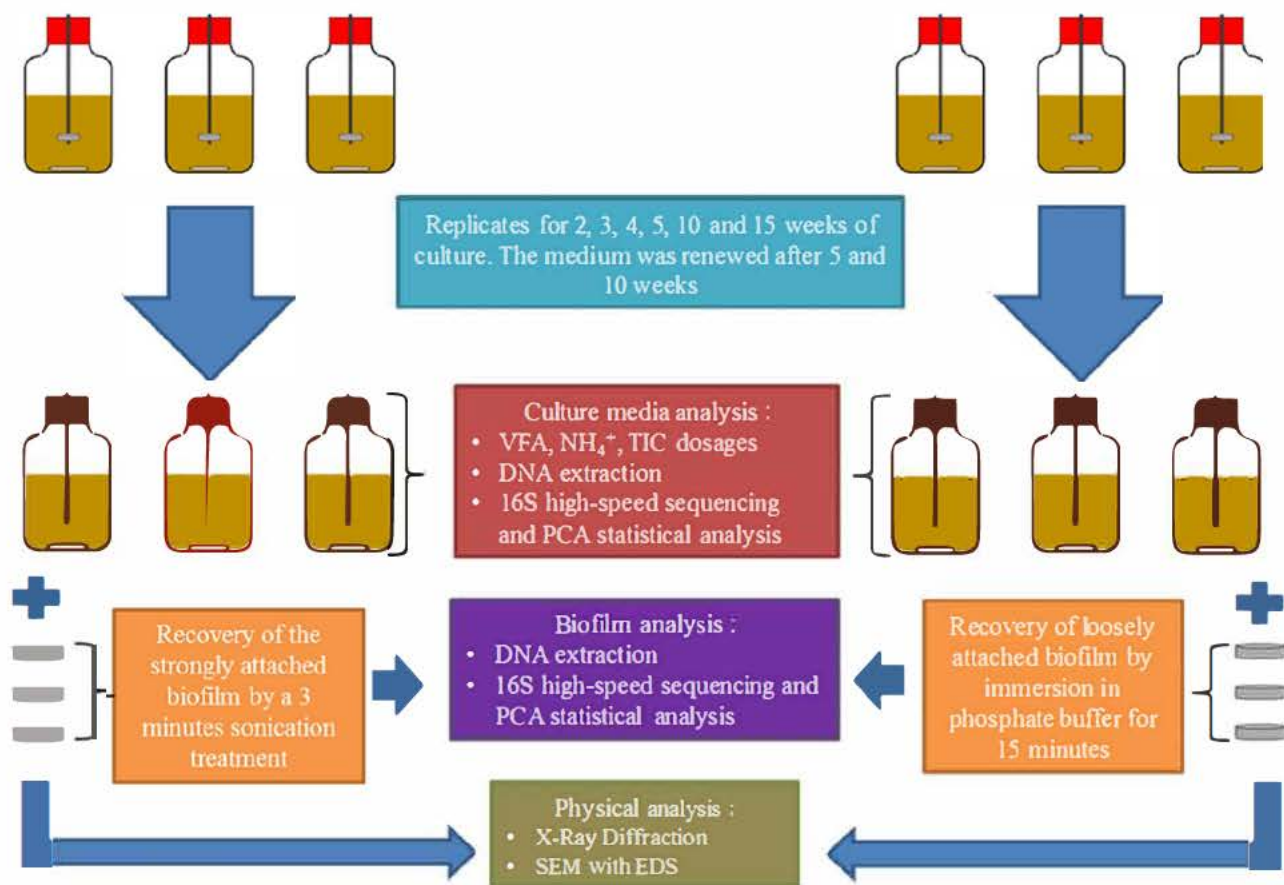 Replicates for 2, 3, 4, 5, 10 and 15 weeks of
culture. The medium was renewed after 5 and
10 weeks
Culture media analysis :
• VFA, NH₄⁺, TIC dosages
• DNA extraction
• 16S high-speed sequencing
and PCA statistical analysis
Recovery of the
strongly attached
biofilm by a 3
minutes sonication
treatment
Biofilm analysis :
• DNA extraction
• 16S high-speed sequencing and
PCA statistical analysis
Recovery of loosely
attached biofilm by
immersion in
phosphate buffer for
15 minutes
Physical analysis :
• X-Ray Diffraction
• SEM with EDS